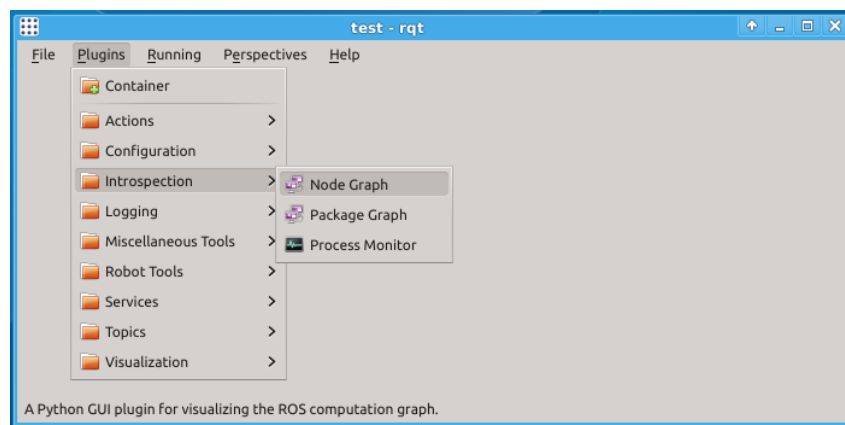 test - rqt
File Plugins Running Perspectives Help
Container
Actions
Configuration
Introspection
Node Graph
Logging
Package Graph
Miscellaneous Tools
Process Monitor
Robot Tools
Services
Topics
Visualization
A Python GUI plugin for visualizing the ROS computation graph.